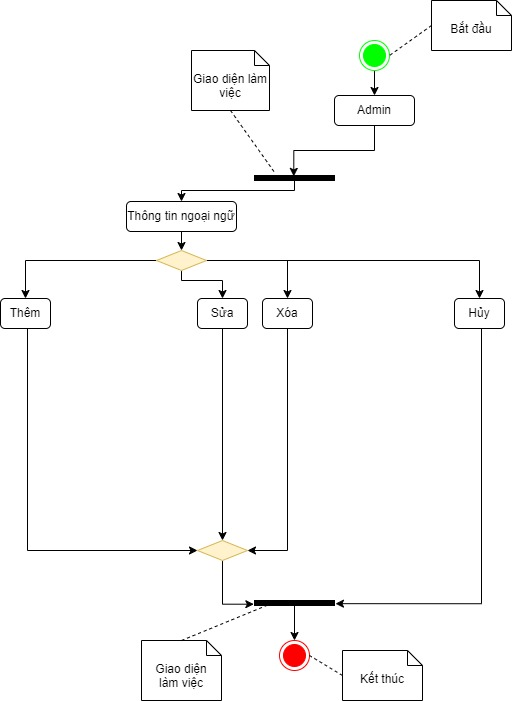 Bắt đầu
Giao diện làm
việc
Admin
Thông tin ngoại ngữ
Thêm
Sửa
Xóa
Hủy
Giao diện
làm việc
Kết thúc